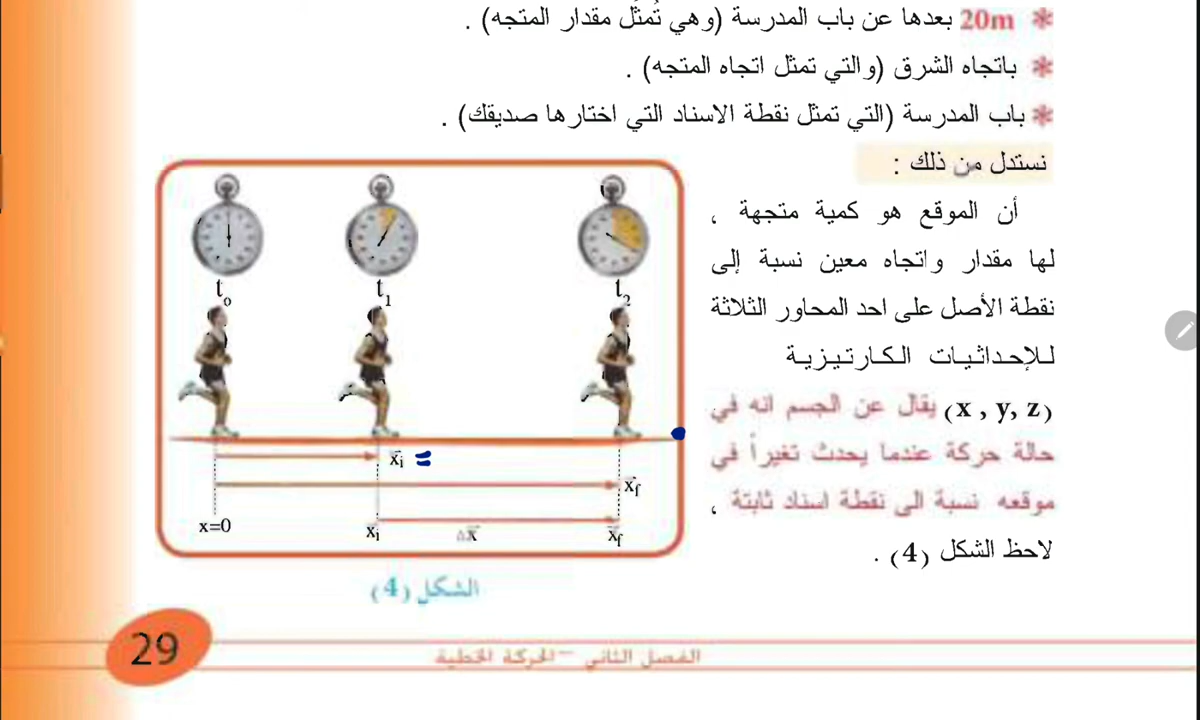 * 20m بعدها عن باب المدرسة (وهي تُمثّل مقدار المتجه) .
* باتجاه الشرق (والتي تمثل اتجاه المتجه) .
* باب المدرسة (التي تمثل نقطة الاسناد التي اختارها صديقك) .
نستدل من ذلك :
أن الموقع هو كمية متجهة ،
لها مقدار واتجاه معين نسبة إلى
نقطة الأصل على احد المحاور الثلاثة
للإحداثيات الكارتيزية
(x , y, z) يقال عن الجسم انه في
حالة حركة عندما يحدث تغيراً في
موقعه نسبة الى نقطة اسناد ثابتة ،
لاحظ الشكل (4) .
t₀ t₁ t₂
x⃗i =
x⃗f
x=0 x⃗i Δx⃗ x⃗f
الشكل (4)
29 الفصل الثاني - الحركة الخطية